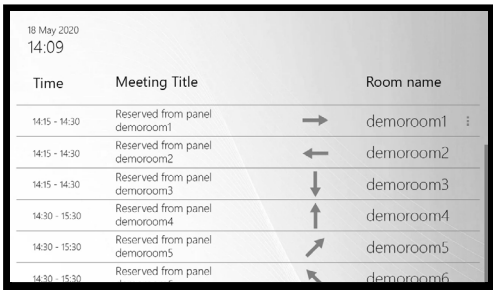 18 May 2020
14:09
Time Meeting Title Room name
14:15 - 14:30 Reserved from panel demoroom1 demoroom1
14:15 - 14:30 Reserved from panel demoroom2 demoroom2
14:15 - 14:30 Reserved from panel demoroom3 demoroom3
14:30 - 15:30 Reserved from panel demoroom4 demoroom4
14:30 - 15:30 Reserved from panel demoroom5 demoroom5
14:30 - 15:30 Reserved from panel demoroom6